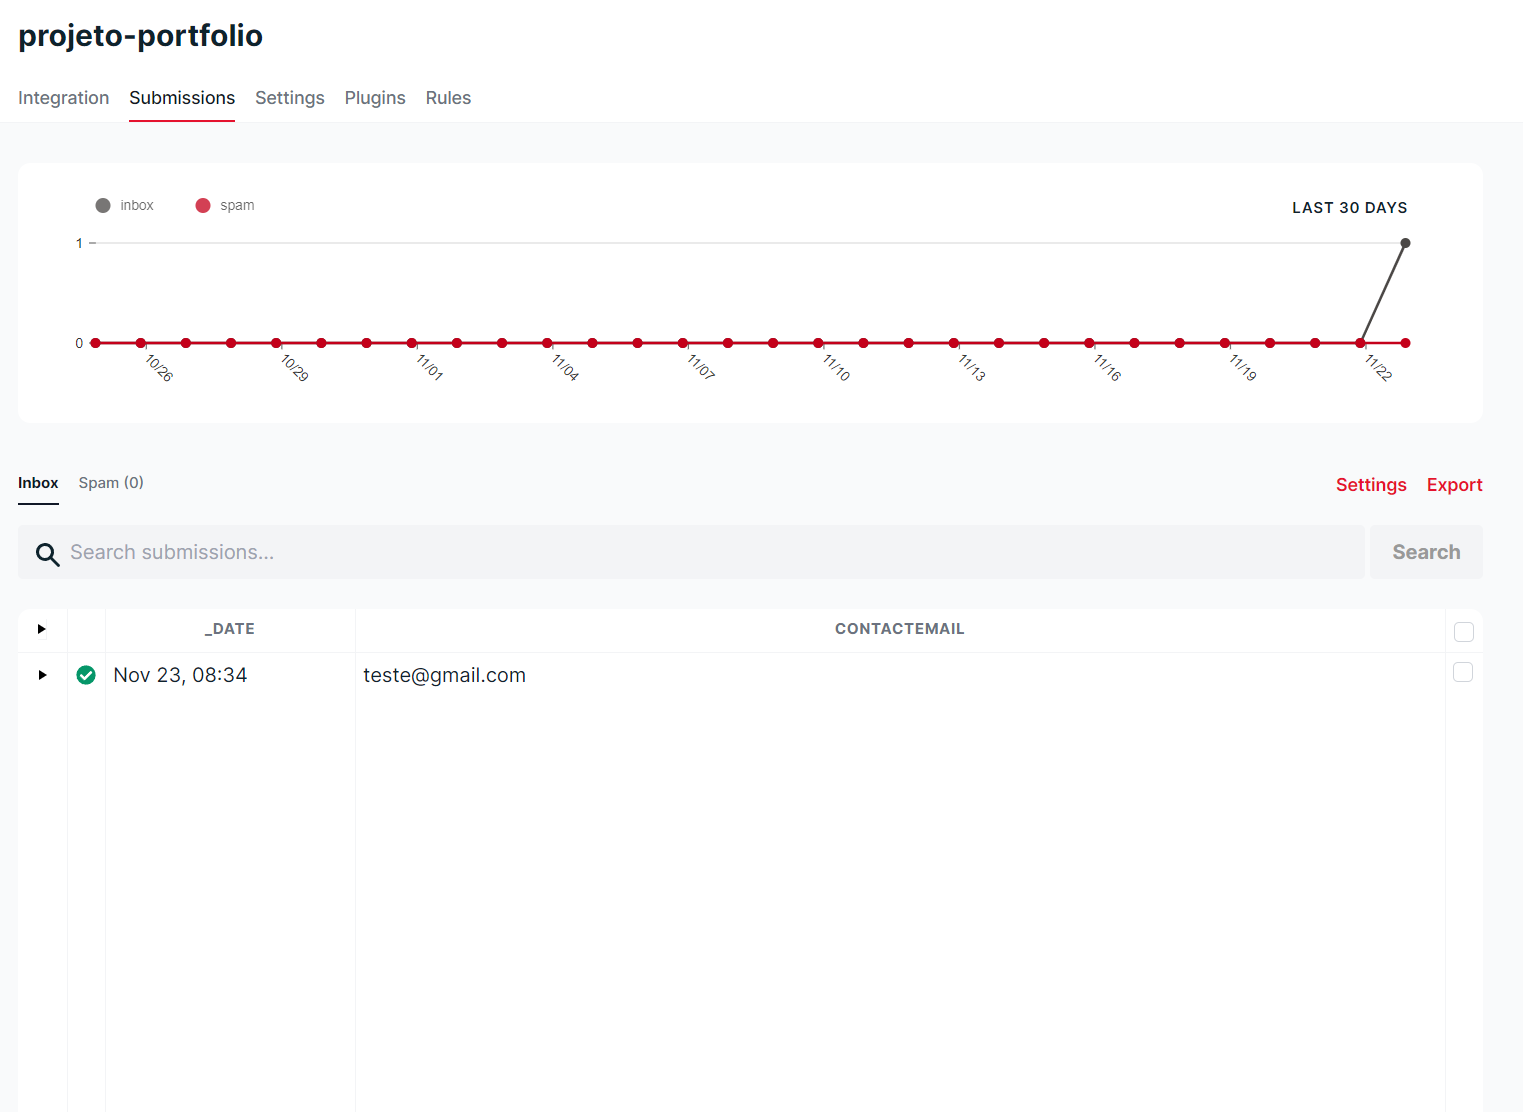 projeto-portfolio
Integration Submissions Settings Plugins Rules
inbox spam LAST 30 DAYS
1
0
10/26 10/29 11/01 11/04 11/07 11/10 11/13 11/16 11/19 11/22
Inbox Spam (0) Settings Export
Search submissions... Search
_DATE CONTACTEMAIL
Nov 23, 08:34 teste@gmail.com